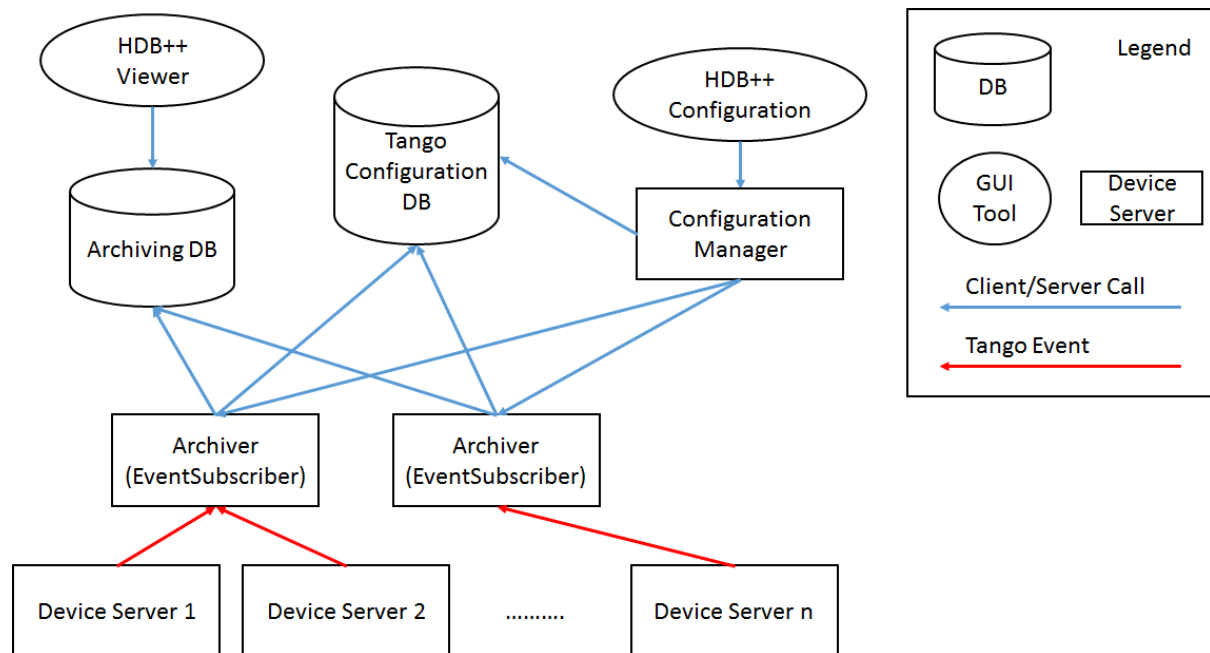 HDB++
Viewer
Tango
Configuration
DB
HDB++
Configuration
Archiving DB
Configuration
Manager
Archiver
(EventSubscriber)
Archiver
(EventSubscriber)
Device Server 1
Device Server 2
..........
Device Server n
Legend
DB
GUI
Tool
Device
Server
Client/Server Call
Tango Event